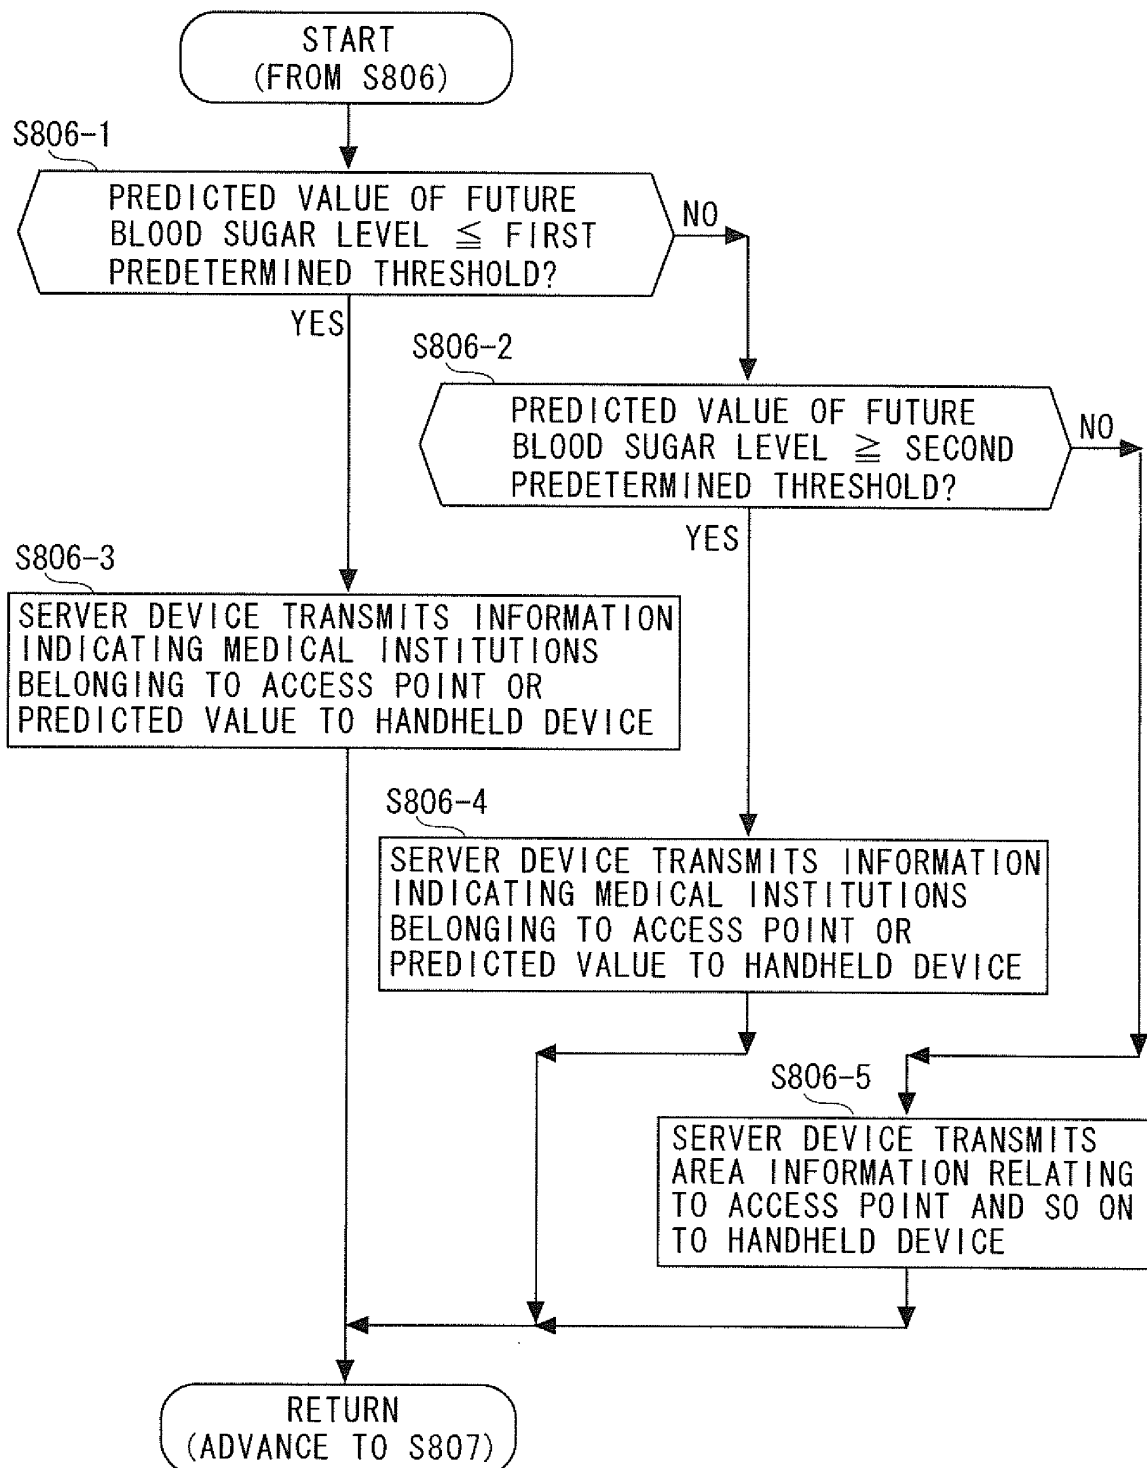 START
(FROM S806)
S806-1
PREDICTED VALUE OF FUTURE
BLOOD SUGAR LEVEL ≦ FIRST
PREDETERMINED THRESHOLD?
NO
YES
S806-2
PREDICTED VALUE OF FUTURE
BLOOD SUGAR LEVEL ≧ SECOND
PREDETERMINED THRESHOLD?
NO
YES
S806-3
SERVER DEVICE TRANSMITS INFORMATION
INDICATING MEDICAL INSTITUTIONS
BELONGING TO ACCESS POINT OR
PREDICTED VALUE TO HANDHELD DEVICE
S806-4
SERVER DEVICE TRANSMITS INFORMATION
INDICATING MEDICAL INSTITUTIONS
BELONGING TO ACCESS POINT OR
PREDICTED VALUE TO HANDHELD DEVICE
S806-5
SERVER DEVICE TRANSMITS
AREA INFORMATION RELATING
TO ACCESS POINT AND SO ON
TO HANDHELD DEVICE
RETURN
(ADVANCE TO S807)